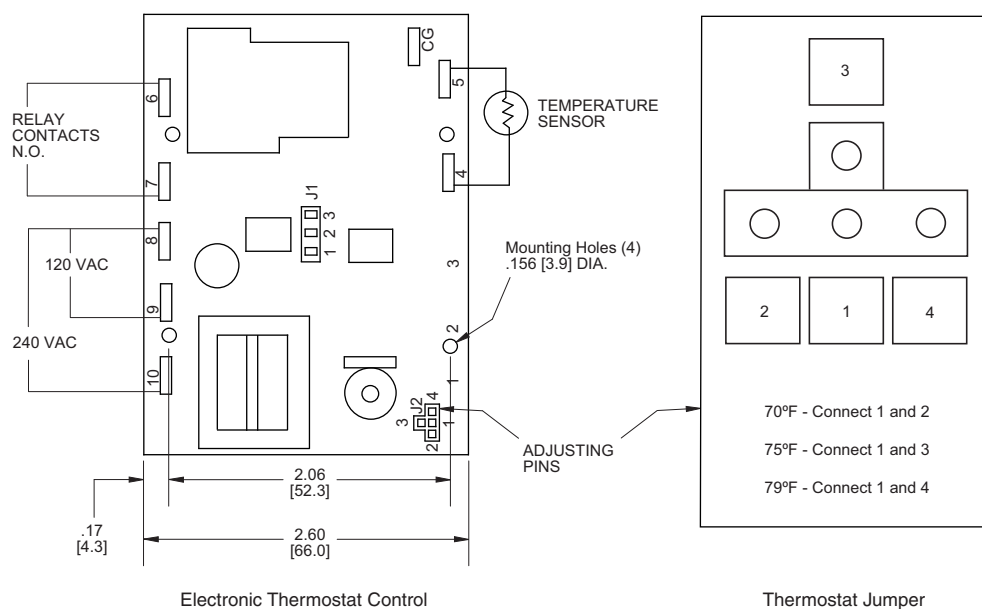 CG
5
6
RELAY
CONTACTS
N.O.
TEMPERATURE
SENSOR
7
4
J1
3
2
1
8
120 VAC
9
240 VAC
10
3
2
1
Mounting Holes (4)
.156 [3.9] DIA.
J2
4
3
1
2
ADJUSTING
PINS
2.06
[52.3]
.17
[4.3]
2.60
[66.0]
Electronic Thermostat Control
3
2
1
4
70ºF - Connect 1 and 2
75ºF - Connect 1 and 3
79ºF - Connect 1 and 4
Thermostat Jumper